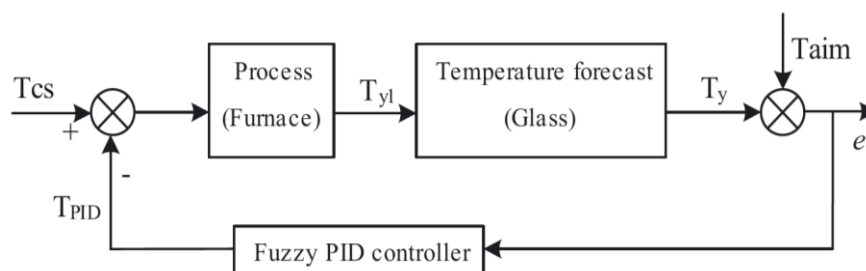 Taim
Tcs
+
Process
(Furnace)
Tyl
Temperature forecast
(Glass)
Ty
e
-
TPID
Fuzzy PID controller